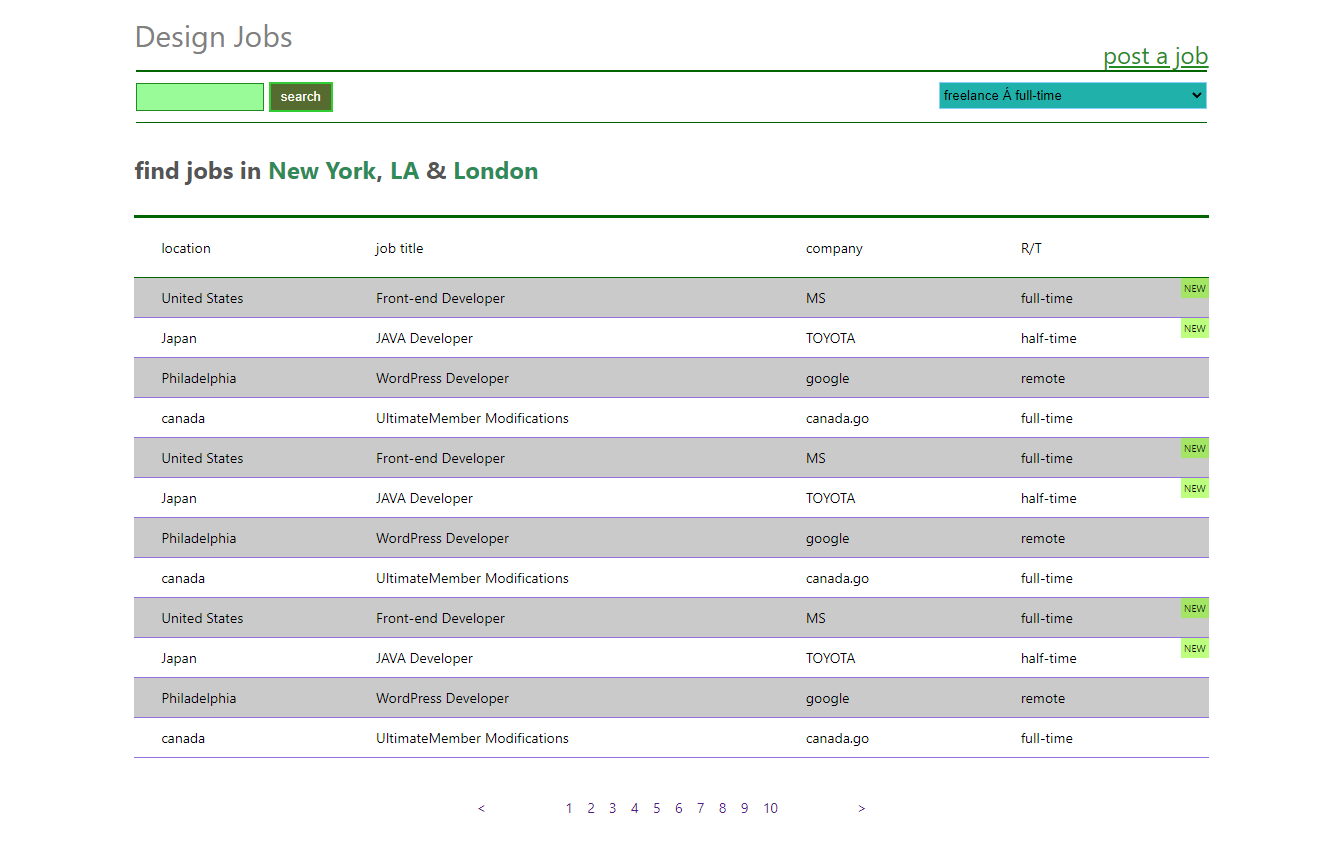 Design Jobs
post a job
search
freelance Á full-time
find jobs in New York, LA & London
location job title company R/T
United States Front-end Developer MS full-time NEW
Japan JAVA Developer TOYOTA half-time NEW
Philadelphia WordPress Developer google remote
canada UltimateMember Modifications canada.go full-time
United States Front-end Developer MS full-time NEW
Japan JAVA Developer TOYOTA half-time NEW
Philadelphia WordPress Developer google remote
canada UltimateMember Modifications canada.go full-time
United States Front-end Developer MS full-time NEW
Japan JAVA Developer TOYOTA half-time NEW
Philadelphia WordPress Developer google remote
canada UltimateMember Modifications canada.go full-time
< 1 2 3 4 5 6 7 8 9 10 >